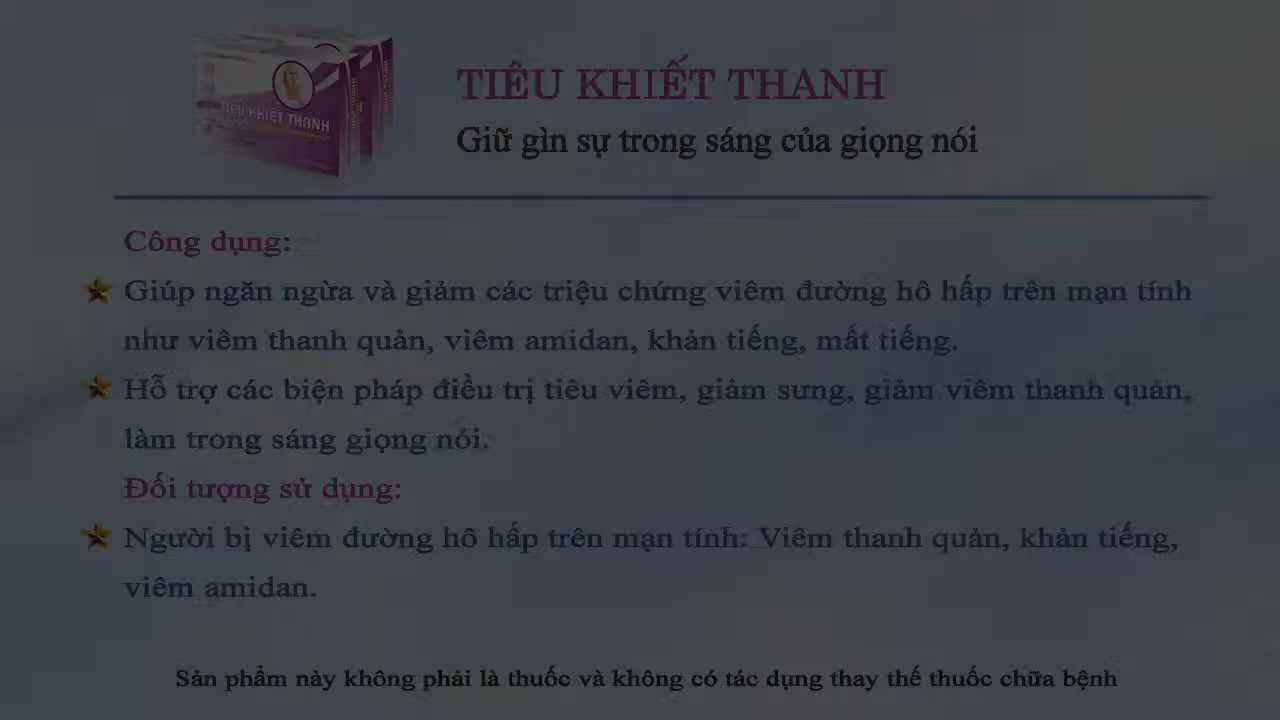 TIÊU KHIẾT THANH
TIÊU KHIẾT THANH
Giữ gìn sự trong sáng của giọng nói
Công dụng:
Giúp ngăn ngừa và giảm các triệu chứng viêm đường hô hấp trên mạn tính
như viêm thanh quản, viêm amidan, khản tiếng, mất tiếng.
Hỗ trợ các biện pháp điều trị tiêu viêm, giảm sưng, giảm viêm thanh quản,
làm trong sáng giọng nói.
Đối tượng sử dụng:
Người bị viêm đường hô hấp trên mạn tính: Viêm thanh quản, khản tiếng,
viêm amidan.
Sản phẩm này không phải là thuốc và không có tác dụng thay thế thuốc chữa bệnh